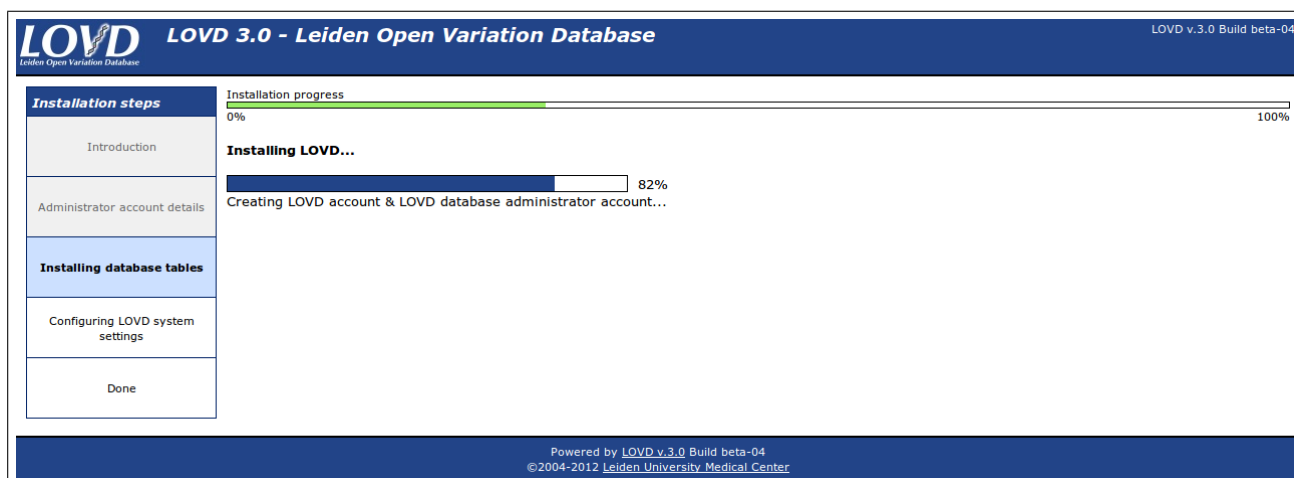 LOVD
Leiden Open Variation Database
LOVD 3.0 - Leiden Open Variation Database
LOVD v.3.0 Build beta-04
Installation steps
Introduction
Administrator account details
Installing database tables
Configuring LOVD system
settings
Done
Installation progress
0% 100%
Installing LOVD...
82%
Creating LOVD account & LOVD database administrator account...
Powered by LOVD v.3.0 Build beta-04
©2004-2012 Leiden University Medical Center